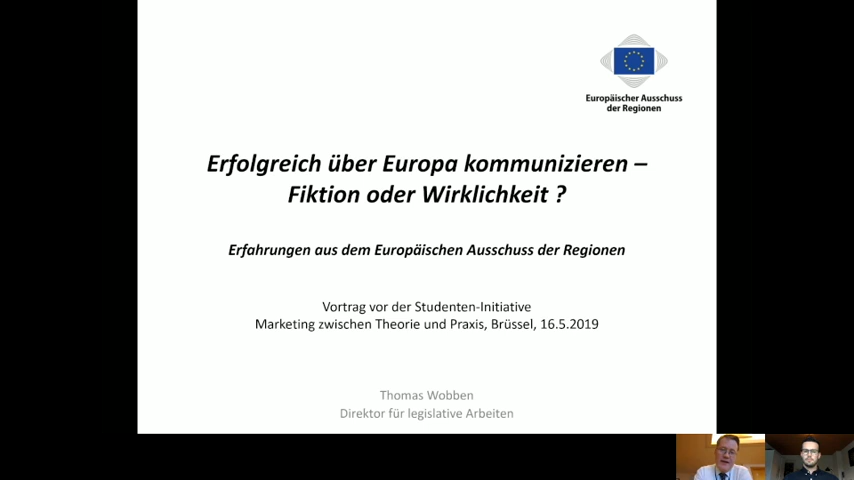 Europäischer Ausschuss
der Regionen
Erfolgreich über Europa kommunizieren –
Fiktion oder Wirklichkeit ?
Erfahrungen aus dem Europäischen Ausschuss der Regionen
Vortrag vor der Studenten-Initiative
Marketing zwischen Theorie und Praxis, Brüssel, 16.5.2019
Thomas Wobben
Direktor für legislative Arbeiten